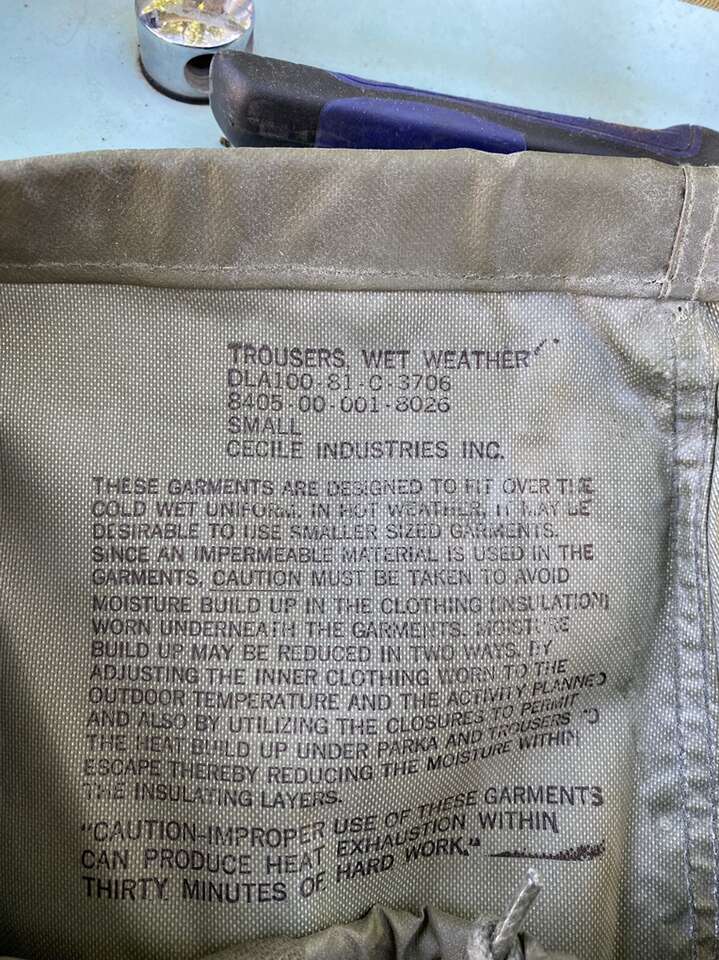 TROUSERS, WET WEATHER
DLA100-81-C-3706
8405-00-001-8026
SMALL
CECILE INDUSTRIES INC.
THESE GARMENTS ARE DESIGNED TO FIT OVER THE
COLD WET UNIFORM. IN HOT WEATHER, IT MAY BE
DESIRABLE TO USE SMALLER SIZED GARMENTS.
SINCE AN IMPERMEABLE MATERIAL IS USED IN THE
GARMENTS, CAUTION MUST BE TAKEN TO AVOID
MOISTURE BUILD UP IN THE CLOTHING (INSULATION)
WORN UNDERNEATH THE GARMENTS. MOISTURE
BUILD UP MAY BE REDUCED IN TWO WAYS. BY
ADJUSTING THE INNER CLOTHING WORN TO THE
OUTDOOR TEMPERATURE AND THE ACTIVITY PLANNED
AND ALSO BY UTILIZING THE CLOSURES TO PERMIT
THE HEAT BUILD UP UNDER PARKA AND TROUSERS TO
ESCAPE THEREBY REDUCING THE MOISTURE WITHIN
THE INSULATING LAYERS.
"CAUTION-IMPROPER USE OF THESE GARMENTS
CAN PRODUCE HEAT EXHAUSTION WITHIN
THIRTY MINUTES OF HARD WORK."